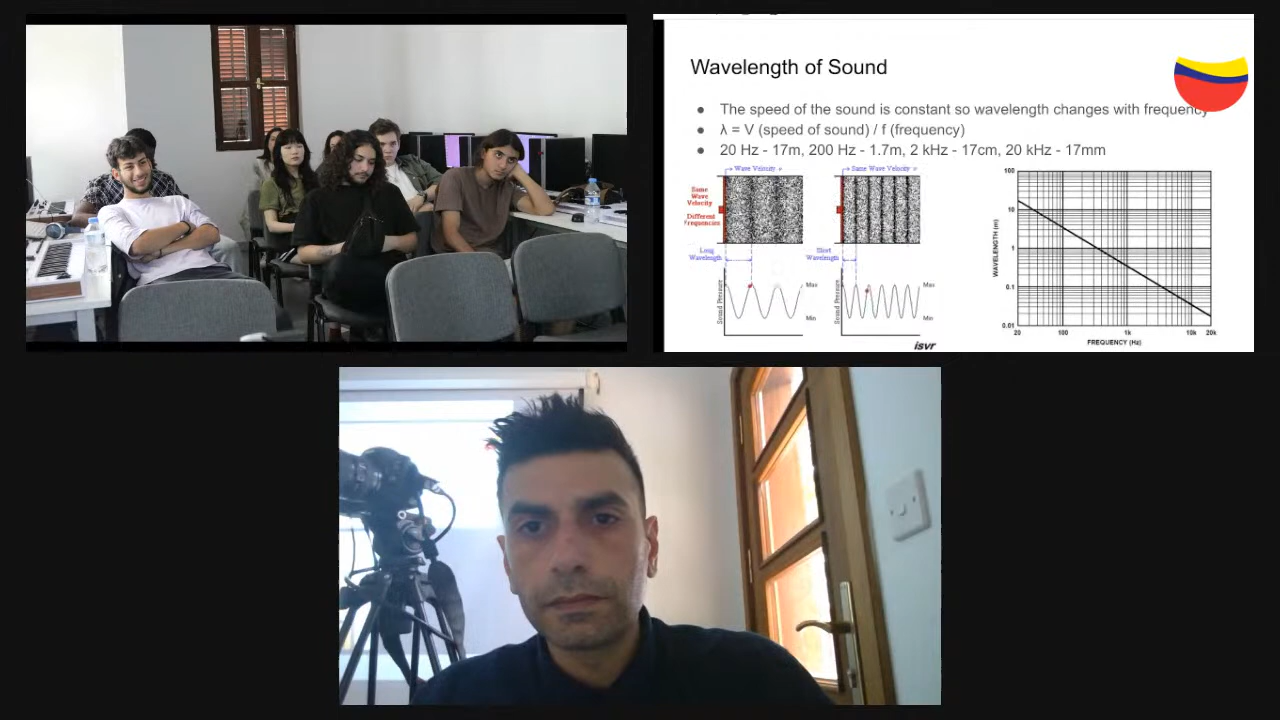 Wavelength of Sound
● The speed of the sound is constant so wavelength changes with frequency
● λ = V (speed of sound) / f (frequency)
● 20 Hz - 17m, 200 Hz - 1.7m, 2 kHz - 17cm, 20 kHz - 17mm
Wave Velocity v
Same
Wave
Velocity
Different
Frequencies
Long
Wavelength
Sound Pressure
Max
Min
Same Wave Velocity v
Short
Wavelength
Sound Pressure
Max
Min
isvr
WAVELENGTH (m)
100
10
1
0.1
0.01
20
100
1k
10k
20k
FREQUENCY (Hz)